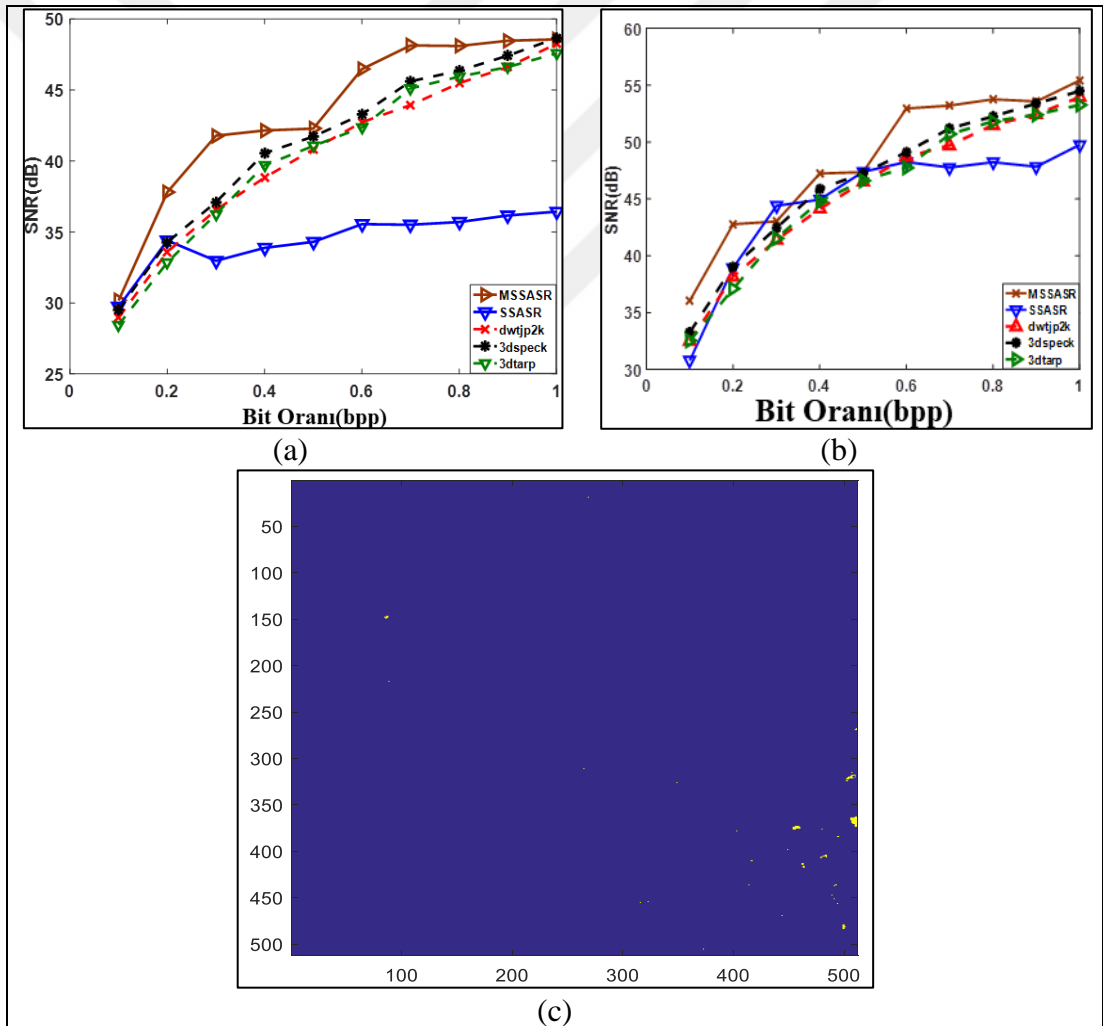 50
45
40
35
30
25
SNR(dB)
0 0.2 0.4 0.6 0.8 1
Bit Oranı(bpp)
MSSASR
SSASR
dwtjp2k
3dspeck
3dtarp
(a)
60
55
50
45
40
35
30
SNR(dB)
0 0.2 0.4 0.6 0.8 1
Bit Oranı(bpp)
MSSASR
SSASR
dwtjp2k
3dspeck
3dtarp
(b)
50
100
150
200
250
300
350
400
450
500
100 200 300 400 500
(c)